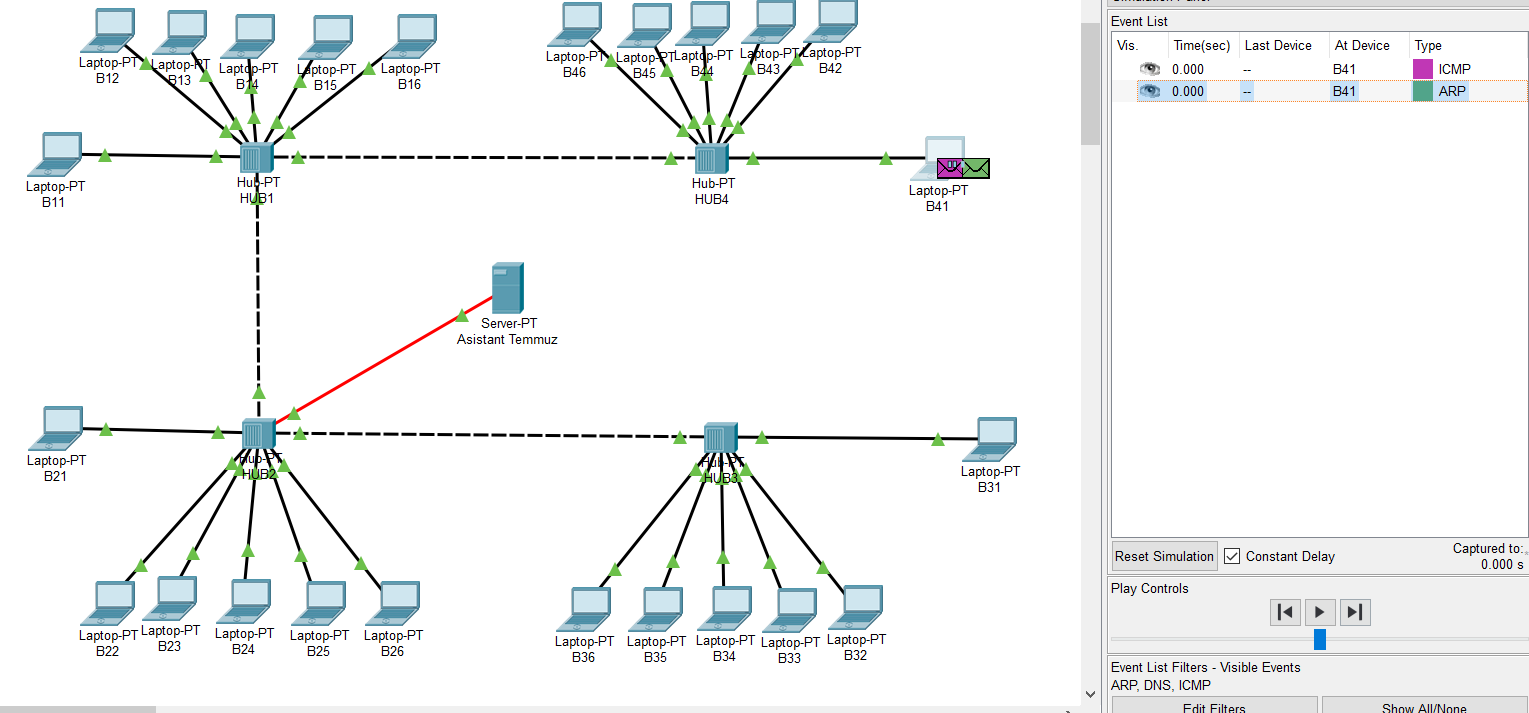 Simulation Panel
Event List
Vis. Time(sec) Last Device At Device Type
0.000 -- B41 ICMP
0.000 -- B41 ARP
Laptop-PT
B12
Laptop-PT
B13
Laptop-PT
B14
Laptop-PT
B15
Laptop-PT
B16
Laptop-PT
B46
Laptop-PT
B45
Laptop-PT
B44
Laptop-PT
B43
Laptop-PT
B42
Laptop-PT
B11
Hub-PT
HUB1
Hub-PT
HUB4
Laptop-PT
B41
Server-PT
Asistant Temmuz
Laptop-PT
B21
Hub-PT
HUB2
Hub-PT
HUB3
Laptop-PT
B31
Laptop-PT
B22
Laptop-PT
B23
Laptop-PT
B24
Laptop-PT
B25
Laptop-PT
B26
Laptop-PT
B36
Laptop-PT
B35
Laptop-PT
B34
Laptop-PT
B33
Laptop-PT
B32
Reset Simulation
Constant Delay
Captured to:
0.000 s
Play Controls
Event List Filters - Visible Events
ARP, DNS, ICMP
Edit Filters
Show All/None